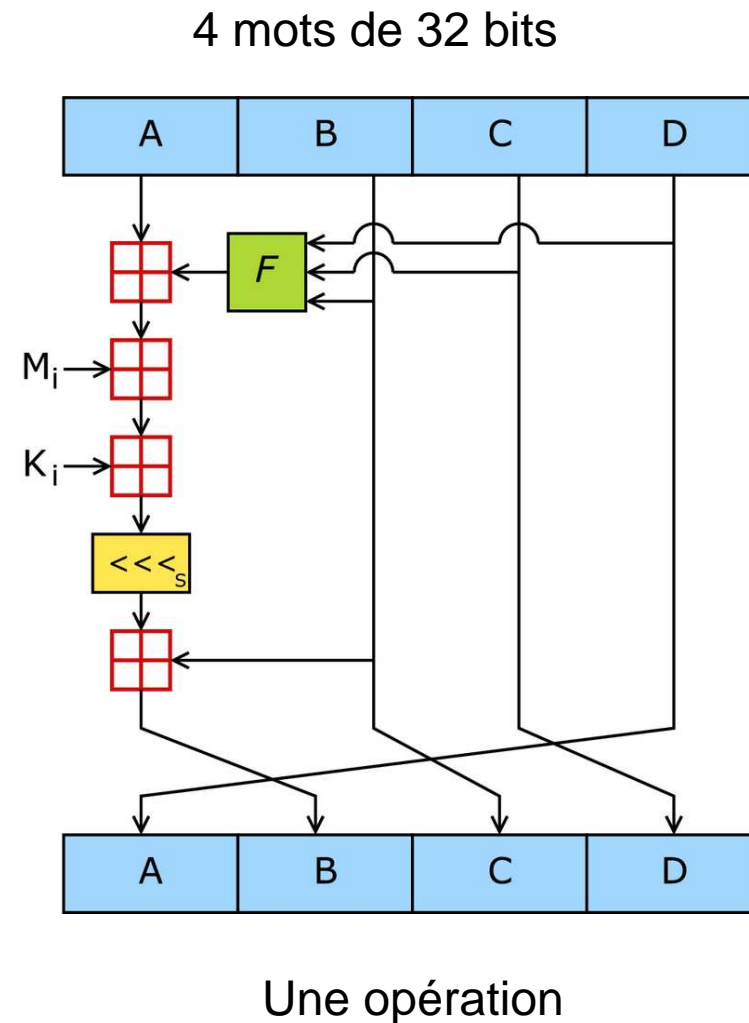 4 mots de 32 bits
A B C D
F
Mi
Ki
<<<s
A B C D
Une opération